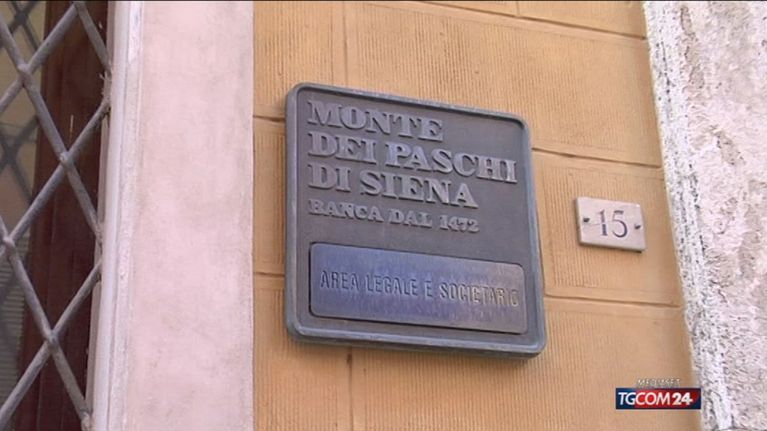 MONTE
DEI PASCHI
DI SIENA
BANCA DAL 1472
AREA LEGALE E SOCIETARIO
15
MEDIASET
TGCOM24